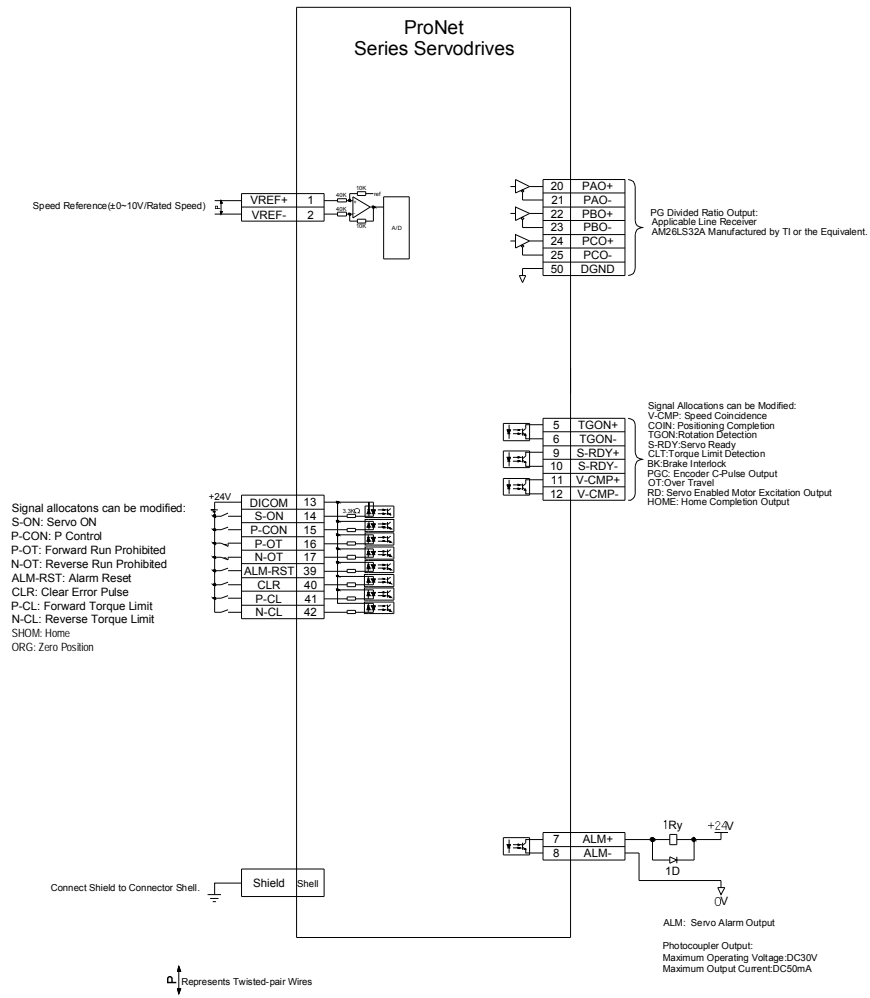 ProNet
Series Servodrives
Speed Reference(±0~10V/Rated Speed)
P
VREF+ 1
VREF- 2
40K
40K
10K
ref
10K
A/D
20 PAO+
21 PAO-
22 PBO+
23 PBO-
24 PCO+
25 PCO-
50 DGND
PG Divided Ratio Output:
Applicable Line Receiver
AM26LS32A Manufactured by TI or the Equivalent.
5 TGON+
6 TGON-
9 S-RDY+
10 S-RDY-
11 V-CMP+
12 V-CMP-
Signal Allocations can be Modified:
V-CMP: Speed Coincidence
COIN: Positioning Completion
TGON:Rotation Detection
S-RDY:Servo Ready
CLT:Torque Limit Detection
BK:Brake Interlock
PGC: Encoder C-Pulse Output
OT:Over Travel
RD: Servo Enabled Motor Excitation Output
HOME: Home Completion Output
Signal allocatons can be modified:
S-ON: Servo ON
P-CON: P Control
P-OT: Forward Run Prohibited
N-OT: Reverse Run Prohibited
ALM-RST: Alarm Reset
CLR: Clear Error Pulse
P-CL: Forward Torque Limit
N-CL: Reverse Torque Limit
SHOM: Home
ORG: Zero Position
+24V
DICOM 13
S-ON 14
P-CON 15
P-OT 16
N-OT 17
ALM-RST 39
CLR 40
P-CL 41
N-CL 42
3.3KΩ
7 ALM+
8 ALM-
1Ry
+24V
1D
0V
ALM: Servo Alarm Output
Photocoupler Output:
Maximum Operating Voltage:DC30V
Maximum Output Current:DC50mA
Connect Shield to Connector Shell.
Shield Shell
P Represents Twisted-pair Wires